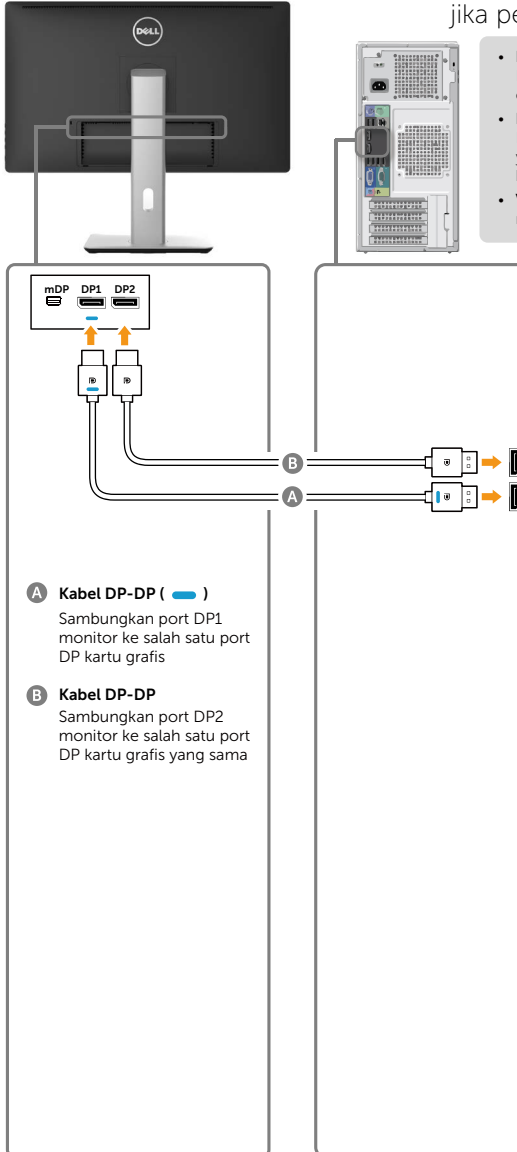 jika
DELL
mDP DP1 DP2
B
A
A Kabel DP-DP ( )
Sambungkan port DP1
monitor ke salah satu port
DP kartu grafis
B Kabel DP-DP
Sambungkan port DP2
monitor ke salah satu port
DP kartu grafis yang sama